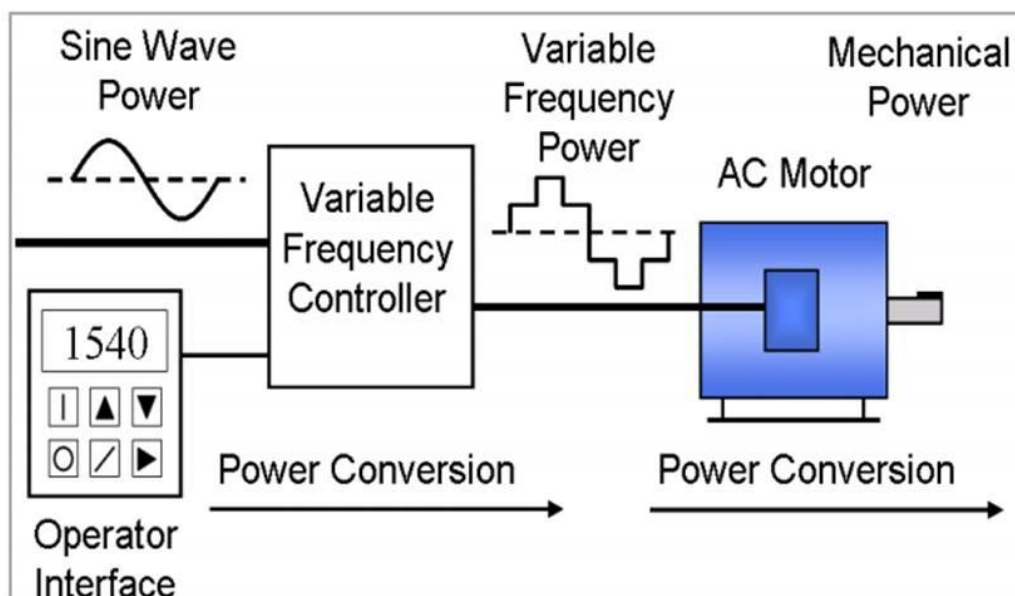 Sine Wave
Power
Variable
Frequency
Power
Mechanical
Power
AC Motor
Variable
Frequency
Controller
1540
Power Conversion
Power Conversion
Operator
Interface